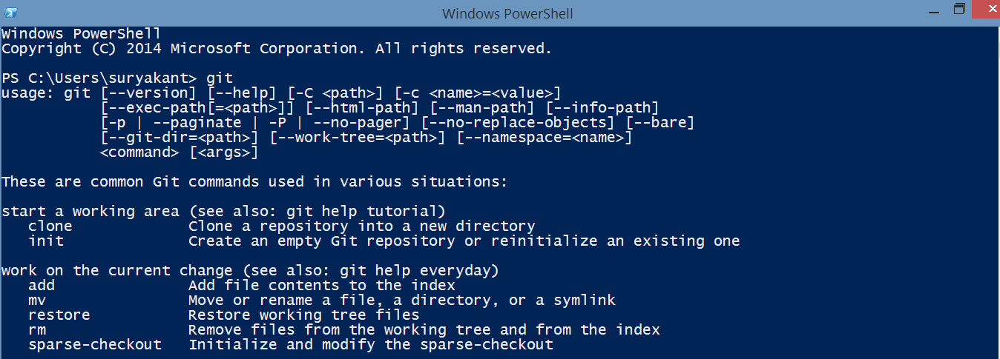 Windows PowerShell
Windows PowerShell
Copyright (C) 2014 Microsoft Corporation. All rights reserved.
PS C:\Users\suryakant> git
usage: git [--version] [--help] [-C <path>] [-c <name>=<value>]
           [--exec-path[=<path>]] [--html-path] [--man-path] [--info-path]
           [-p | --paginate | -P | --no-pager] [--no-replace-objects] [--bare]
           [--git-dir=<path>] [--work-tree=<path>] [--namespace=<name>]
           <command> [<args>]
These are common Git commands used in various situations:
start a working area (see also: git help tutorial)
   clone             Clone a repository into a new directory
   init              Create an empty Git repository or reinitialize an existing one
work on the current change (see also: git help everyday)
   add               Add file contents to the index
   mv                Move or rename a file, a directory, or a symlink
   restore           Restore working tree files
   rm                Remove files from the working tree and from the index
   sparse-checkout   Initialize and modify the sparse-checkout